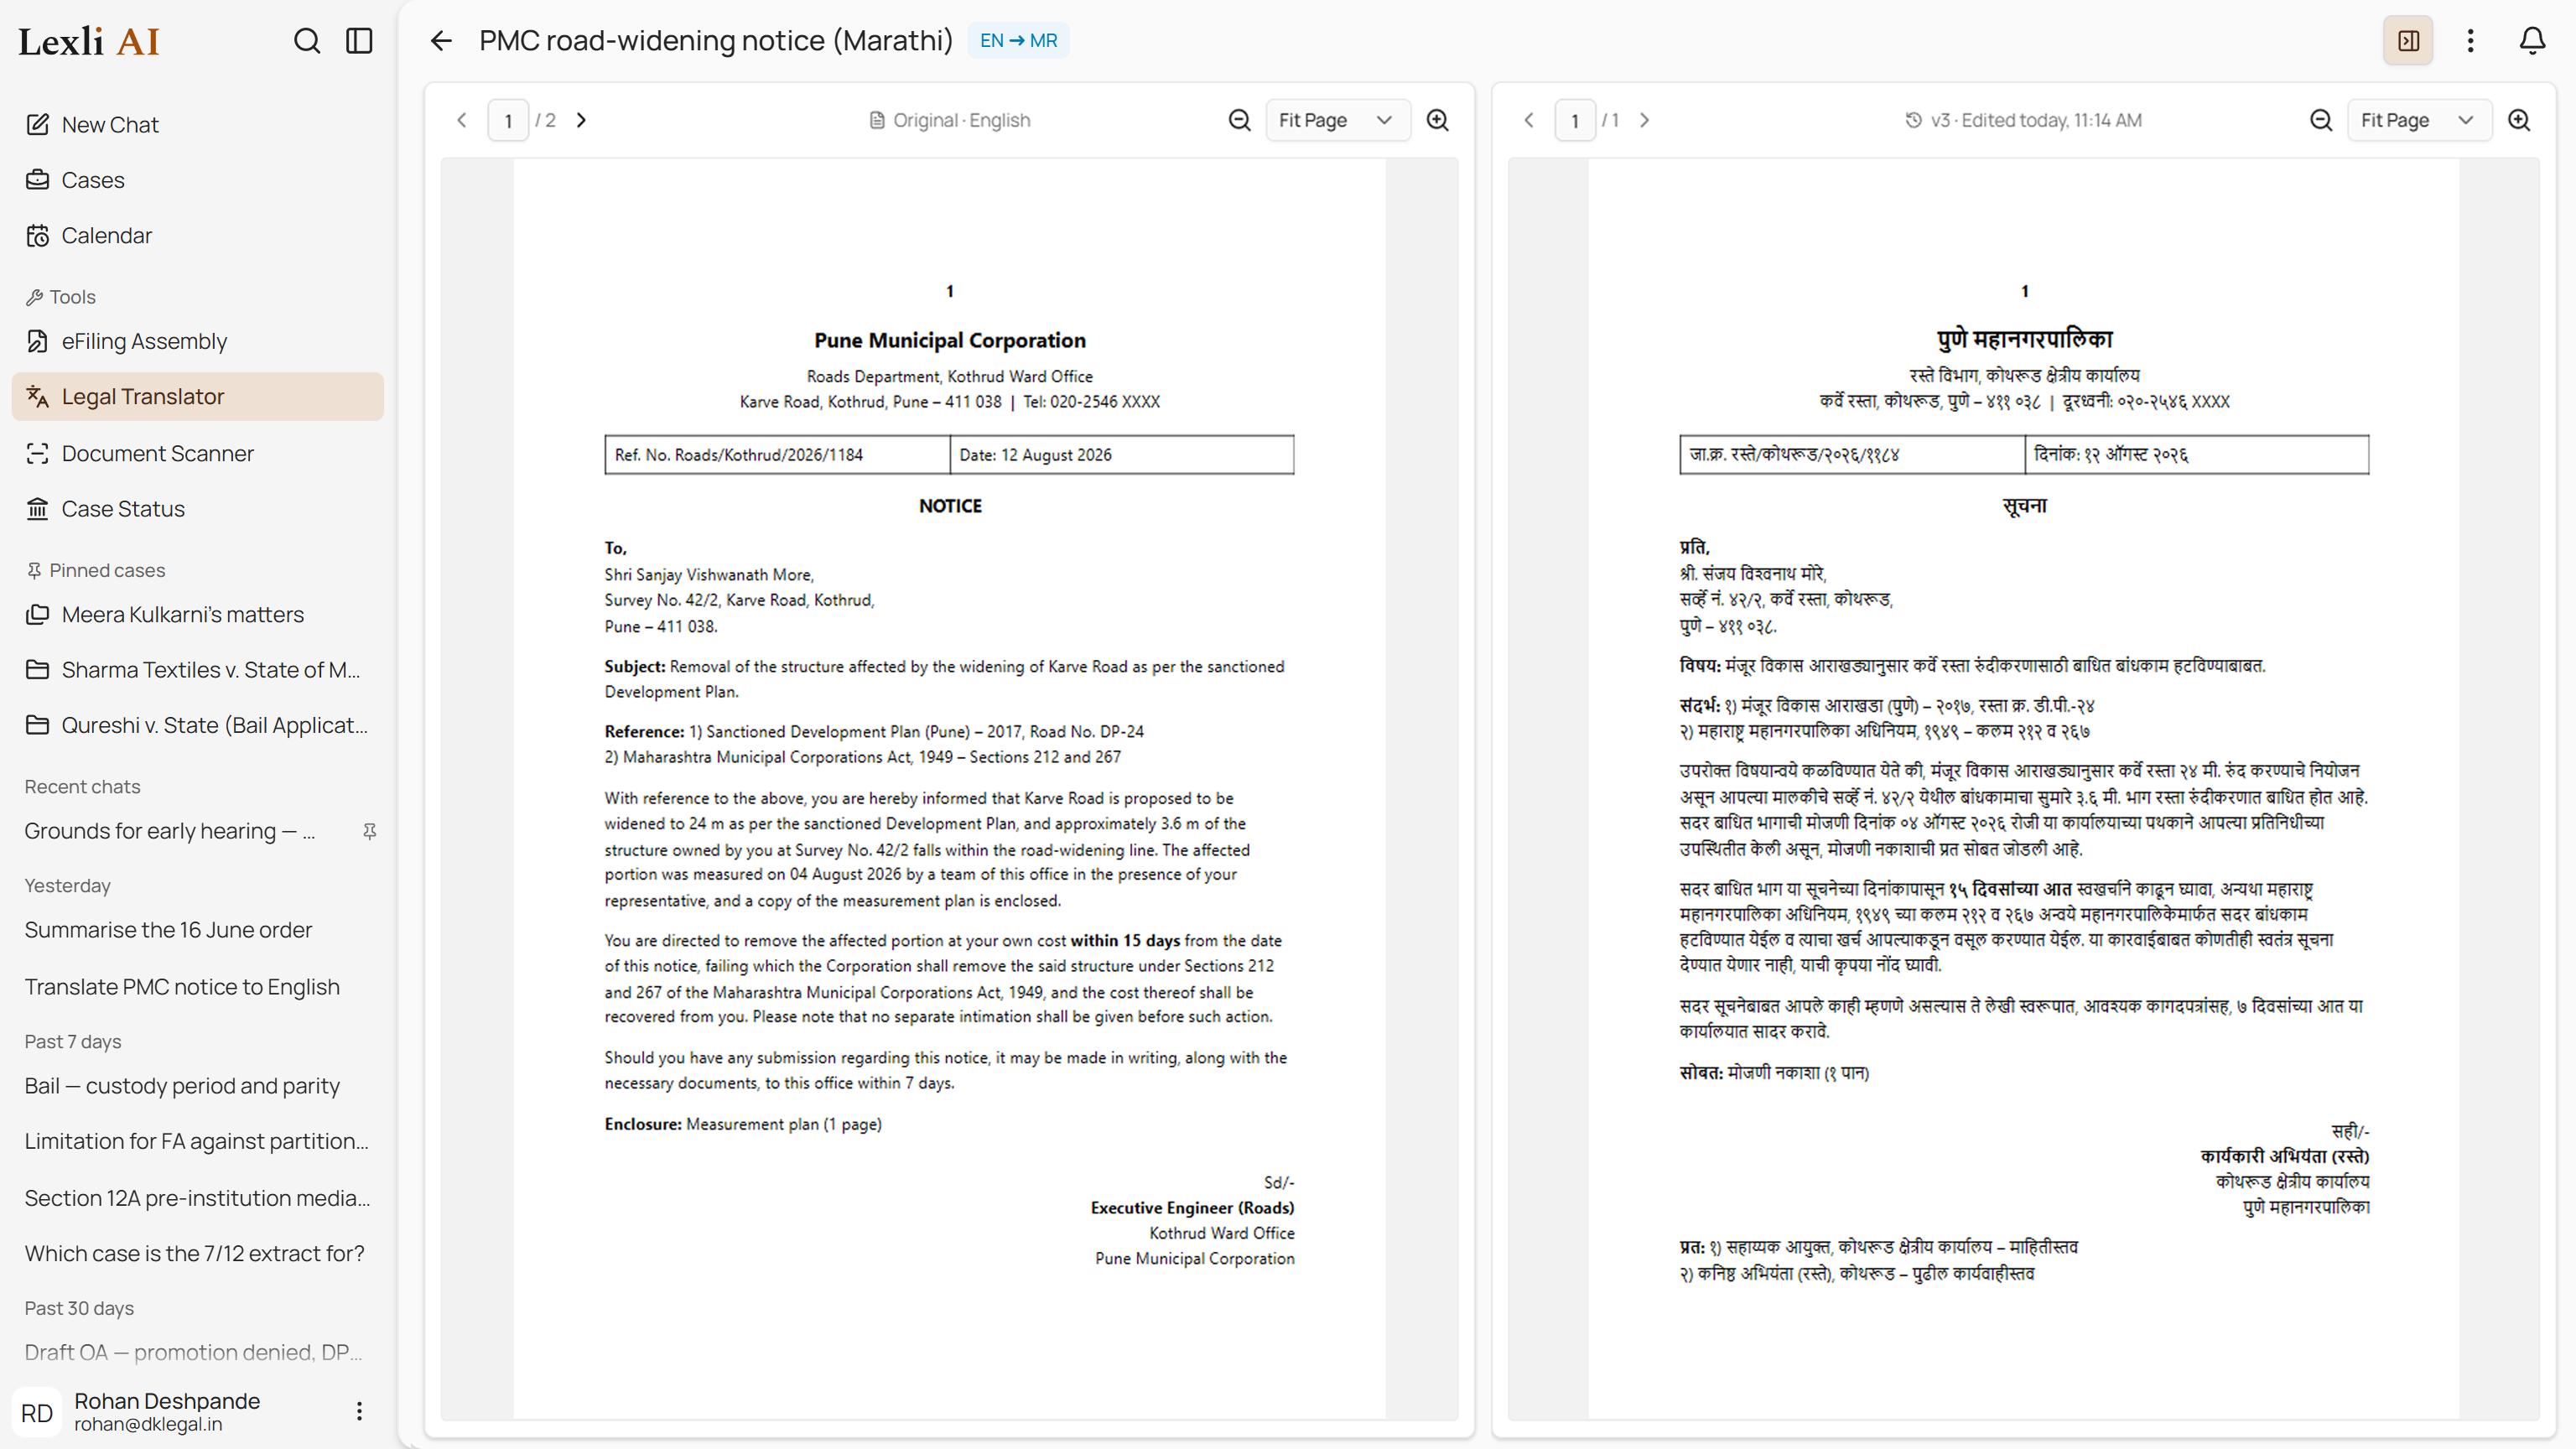 Lexli AI
New Chat
Cases
Calendar
Tools
eFiling Assembly
Legal Translator
Document Scanner
Case Status
Pinned cases
Meera Kulkarni's matters
Sharma Textiles v. State of M...
Qureshi v. State (Bail Applicat...
Recent chats
Grounds for early hearing — ...
Yesterday
Summarise the 16 June order
Translate PMC notice to English
Past 7 days
Bail — custody period and parity
Limitation for FA against partition...
Section 12A pre-institution media...
Which case is the 7/12 extract for?
Past 30 days
Draft OA — promotion denied, DP...
RD
Rohan Deshpande
rohan@dklegal.in
PMC road-widening notice (Marathi)
EN → MR
1 / 2
Original · English
Fit Page
1
Pune Municipal Corporation
Roads Department, Kothrud Ward Office
Karve Road, Kothrud, Pune – 411 038 | Tel: 020-2546 XXXX
Ref. No. Roads/Kothrud/2026/1184
Date: 12 August 2026
NOTICE
To,
Shri Sanjay Vishwanath More,
Survey No. 42/2, Karve Road, Kothrud,
Pune – 411 038.
Subject: Removal of the structure affected by the widening of Karve Road as per the sanctioned
Development Plan.
Reference: 1) Sanctioned Development Plan (Pune) – 2017, Road No. DP-24
2) Maharashtra Municipal Corporations Act, 1949 – Sections 212 and 267
With reference to the above, you are hereby informed that Karve Road is proposed to be
widened to 24 m as per the sanctioned Development Plan, and approximately 3.6 m of the
structure owned by you at Survey No. 42/2 falls within the road-widening line. The affected
portion was measured on 04 August 2026 by a team of this office in the presence of your
representative, and a copy of the measurement plan is enclosed.
You are directed to remove the affected portion at your own cost within 15 days from the date
of this notice, failing which the Corporation shall remove the said structure under Sections 212
and 267 of the Maharashtra Municipal Corporations Act, 1949, and the cost thereof shall be
recovered from you. Please note that no separate intimation shall be given before such action.
Should you have any submission regarding this notice, it may be made in writing, along with the
necessary documents, to this office within 7 days.
Enclosure: Measurement plan (1 page)
Sd/-
Executive Engineer (Roads)
Kothrud Ward Office
Pune Municipal Corporation
1 / 1
v3 · Edited today, 11:14 AM
Fit Page
1
पुणे महानगरपालिका
रस्ते विभाग, कोथरूड क्षेत्रीय कार्यालय
कर्वे रस्ता, कोथरूड, पुणे – ४११ ०३८ | दूरध्वनी: ०२०-२५४६ XXXX
जा.क्र. रस्ते/कोथरूड/२०२६/११८४
दिनांक: १२ ऑगस्ट २०२६
सूचना
प्रति,
श्री. संजय विश्वनाथ मोरे,
सर्व्हे नं. ४२/२, कर्वे रस्ता, कोथरूड,
पुणे – ४११ ०३८.
विषय: मंजूर विकास आराखड्यानुसार कर्वे रस्ता रुंदीकरणासाठी बाधित बांधकाम हटविण्याबाबत.
संदर्भ: १) मंजूर विकास आराखडा (पुणे) – २०१७, रस्ता क्र. डी.पी.-२४
२) महाराष्ट्र महानगरपालिका अधिनियम, १९४९ – कलम २१२ व २६७
उपरोक्त विषयान्वये कळविण्यात येते की, मंजूर विकास आराखड्यानुसार कर्वे रस्ता २४ मी. रुंद करण्याचे नियोजन
असून आपल्या मालकीचे सर्व्हे नं. ४२/२ येथील बांधकामाचा सुमारे ३.६ मी. भाग रस्ता रुंदीकरणात बाधित होत आहे.
सदर बाधित भागाची मोजणी दिनांक ०४ ऑगस्ट २०२६ रोजी या कार्यालयाच्या पथकाने आपल्या प्रतिनिधीच्या
उपस्थितीत केली असून, मोजणी नकाशाची प्रत सोबत जोडली आहे.
सदर बाधित भाग या सूचनेच्या दिनांकापासून १५ दिवसांच्या आत स्वखर्चाने काढून घ्यावा, अन्यथा महाराष्ट्र
महानगरपालिका अधिनियम, १९४९ च्या कलम २१२ व २६७ अन्वये महानगरपालिकेमार्फत सदर बांधकाम
हटविण्यात येईल व त्याचा खर्च आपल्याकडून वसूल करण्यात येईल. या कारवाईबाबत कोणतीही स्वतंत्र सूचना
देण्यात येणार नाही, याची कृपया नोंद घ्यावी.
सदर सूचनेबाबत आपले काही म्हणणे असल्यास ते लेखी स्वरूपात, आवश्यक कागदपत्रांसह, ७ दिवसांच्या आत या
कार्यालयात सादर करावे.
सोबत: मोजणी नकाशा (१ पान)
सही/-
कार्यकारी अभियंता (रस्ते)
कोथरूड क्षेत्रीय कार्यालय
पुणे महानगरपालिका
प्रत: १) सहाय्यक आयुक्त, कोथरूड क्षेत्रीय कार्यालय – माहितीस्तव
२) कनिष्ठ अभियंता (रस्ते), कोथरूड – पुढील कार्यवाहीस्तव